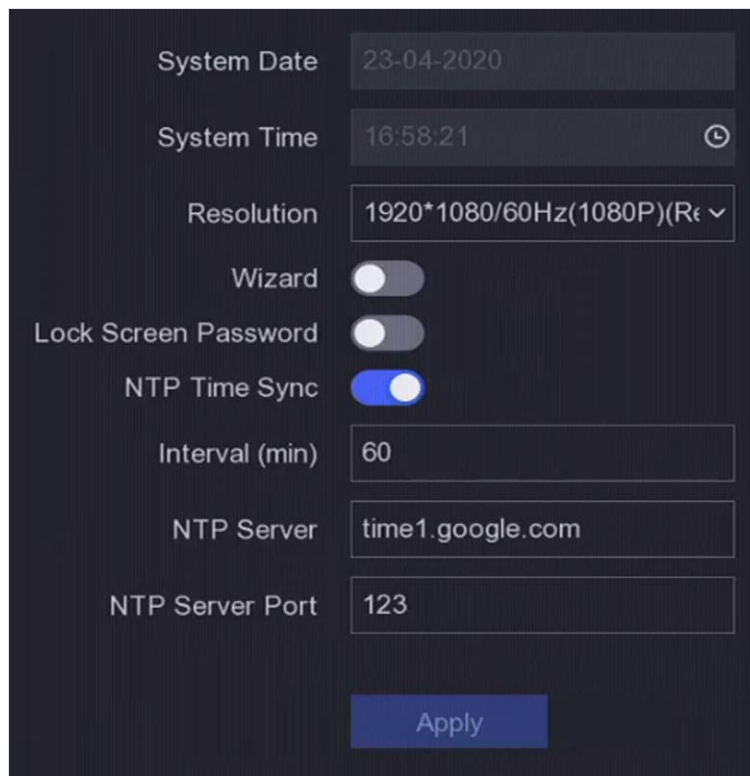 System Date 23-04-2020
System Time 16:58:21
Resolution 1920*1080/60Hz(1080P)(Re
Wizard
Lock Screen Password
NTP Time Sync
Interval (min) 60
NTP Server time1.google.com
NTP Server Port 123
Apply